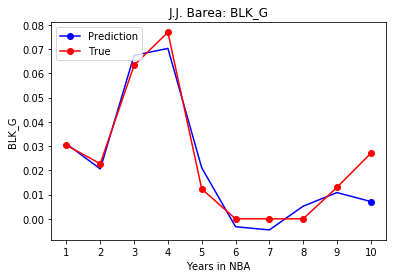 J.J. Barea: BLK_G
Prediction
True
0.08
0.07
0.06
0.05
0.04
0.03
0.02
0.01
0.00
BLK_G
1 2 3 4 5 6 7 8 9 10
Years in NBA